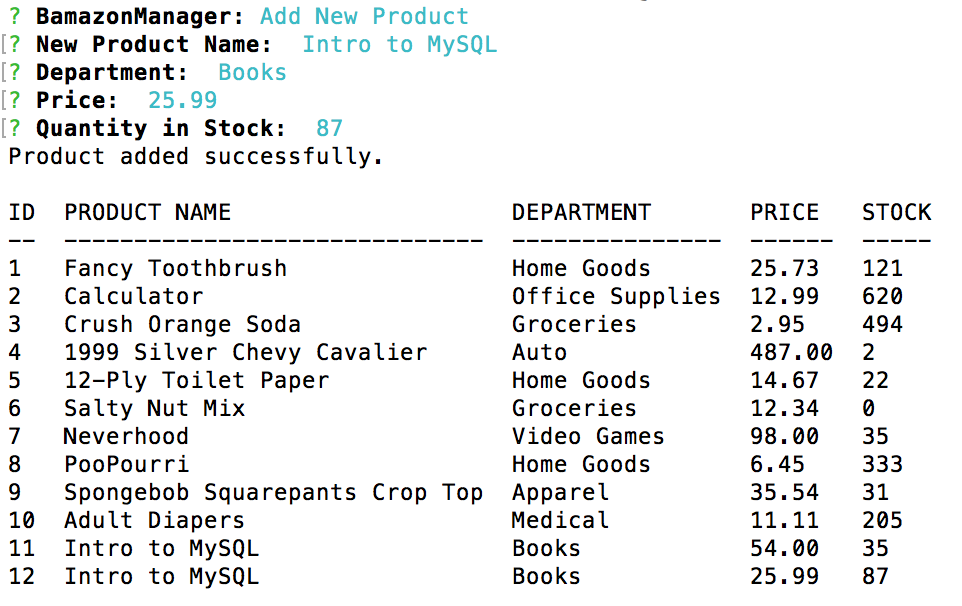 ? BamazonManager: Add New Product
[? New Product Name:  Intro to MySQL
[? Department:  Books
[? Price:  25.99
[? Quantity in Stock:  87
Product added successfully.
ID  PRODUCT NAME                    DEPARTMENT       PRICE   STOCK
--  ------------------------------  ---------------  ------  -----
1   Fancy Toothbrush                Home Goods       25.73   121
2   Calculator                      Office Supplies  12.99   620
3   Crush Orange Soda               Groceries        2.95    494
4   1999 Silver Chevy Cavalier      Auto             487.00  2
5   12-Ply Toilet Paper             Home Goods       14.67   22
6   Salty Nut Mix                   Groceries        12.34   0
7   Neverhood                       Video Games      98.00   35
8   PooPourri                       Home Goods       6.45    333
9   Spongebob Squarepants Crop Top  Apparel          35.54   31
10  Adult Diapers                   Medical          11.11   205
11  Intro to MySQL                  Books            54.00   35
12  Intro to MySQL                  Books            25.99   87